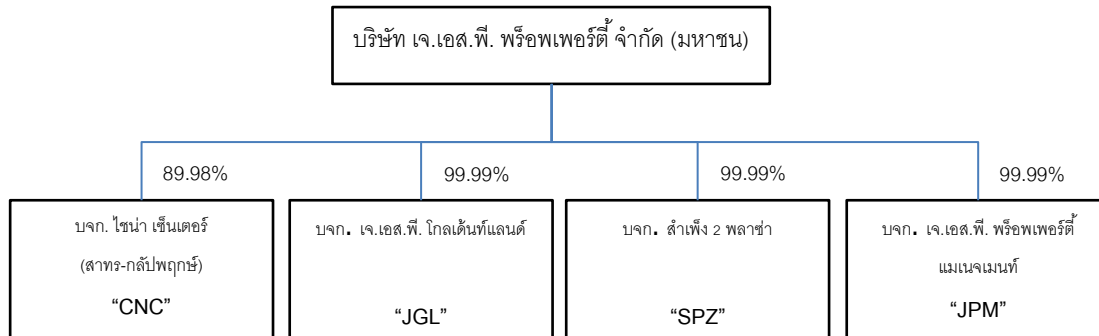 บริษัท เจ.เอส.พี. พร็อพเพอร์ตี้ จำกัด (มหาชน)
89.98%
99.99%
99.99%
99.99%
บจก. ไชน่า เซ็นเตอร์
(สาทร-กลัปพฤกษ์)
“CNC”
บจก. เจ.เอส.พี. โกลเด้นท์แลนด์
“JGL”
บจก. สำเพ็ง 2 พลาซ่า
“SPZ”
บจก. เจ.เอส.พี. พร็อพเพอร์ตี้
แมเนจเมนท์
“JPM”